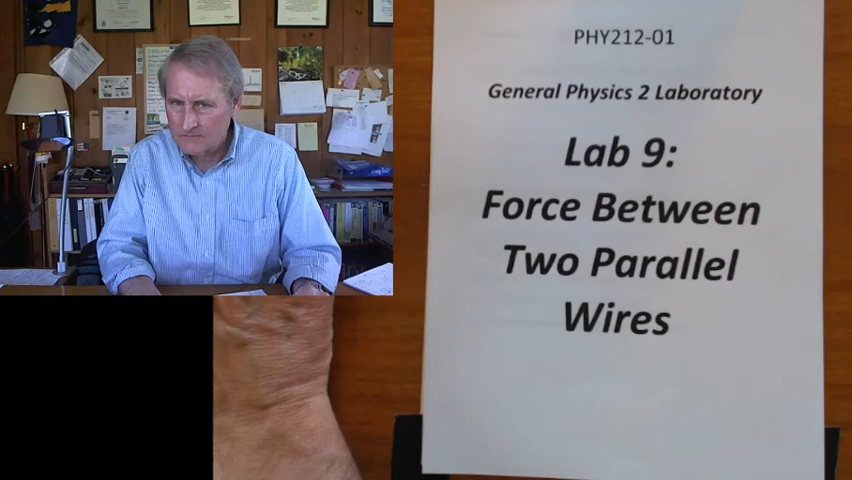 PHY212-01
General Physics 2 Laboratory
Lab 9:
Force Between
Two Parallel
Wires